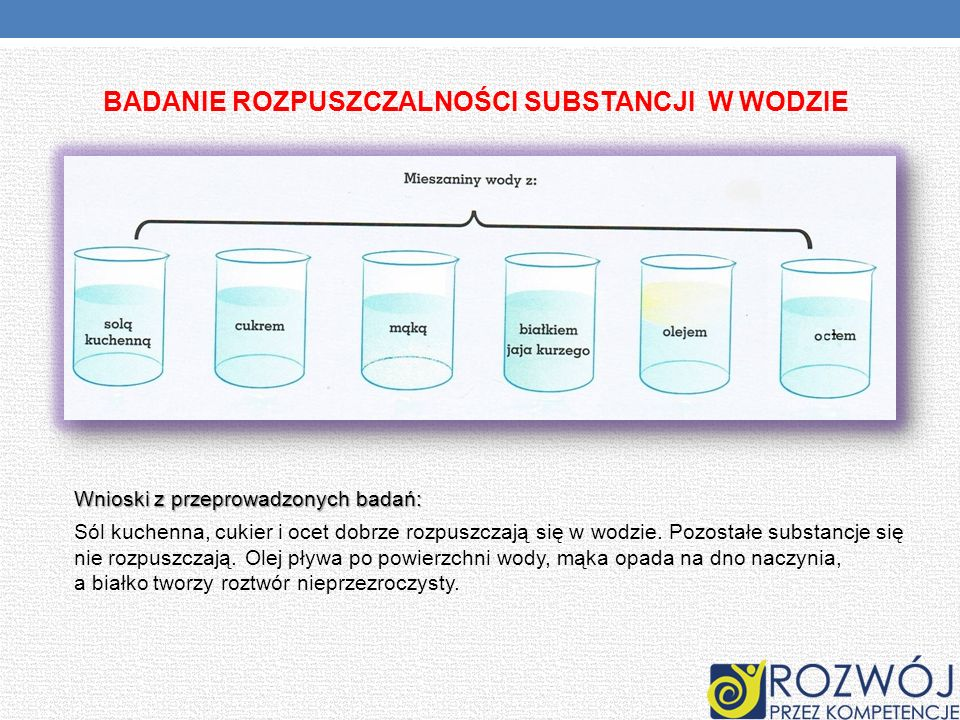 BADANIE ROZPUSZCZALNOŚCI SUBSTANCJI W WODZIE
Mieszaniny wody z:
solą
kuchenną
cukrem
mąką
białkiem
jaja kurzego
olejem
octem
Wnioski z przeprowadzonych badań:
Sól kuchenna, cukier i ocet dobrze rozpuszczają się w wodzie. Pozostałe substancje się
nie rozpuszczają. Olej pływa po powierzchni wody, mąka opada na dno naczynia,
a białko tworzy roztwór nieprzezroczysty.
ROZWÓJ
PRZEZ KOMPETENCJE